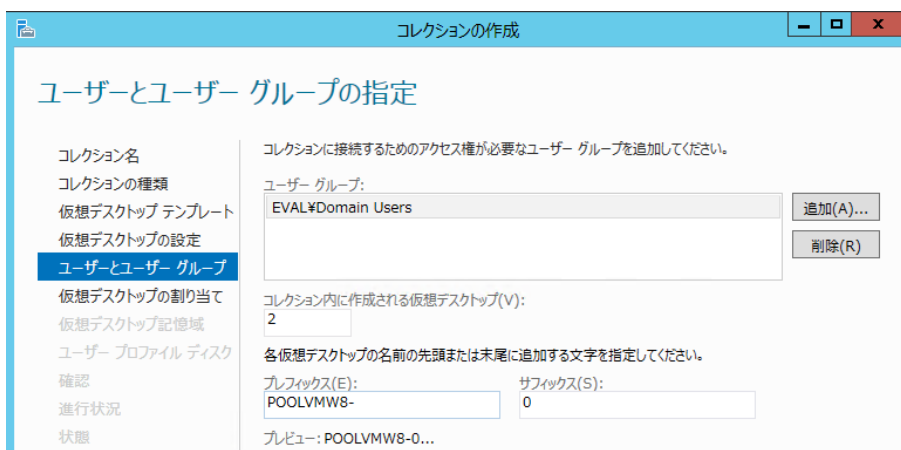 コレクションの作成
ユーザーとユーザー グループの指定
コレクション名
コレクションの種類
仮想デスクトップ テンプレート
仮想デスクトップの設定
ユーザーとユーザー グループ
仮想デスクトップの割り当て
仮想デスクトップ記憶域
ユーザー プロファイル ディスク
確認
進行状況
状態
コレクションに接続するためのアクセス権が必要なユーザー グループを追加してください。
ユーザー グループ:
EVAL¥Domain Users
追加(A)...
削除(R)
コレクション内に作成される仮想デスクトップ(V):
2
各仮想デスクトップの名前の先頭または末尾に追加する文字を指定してください。
プレフィックス(E):
サフィックス(S):
POOLVMW8-
0
プレビュー: POOLVMW8-0...